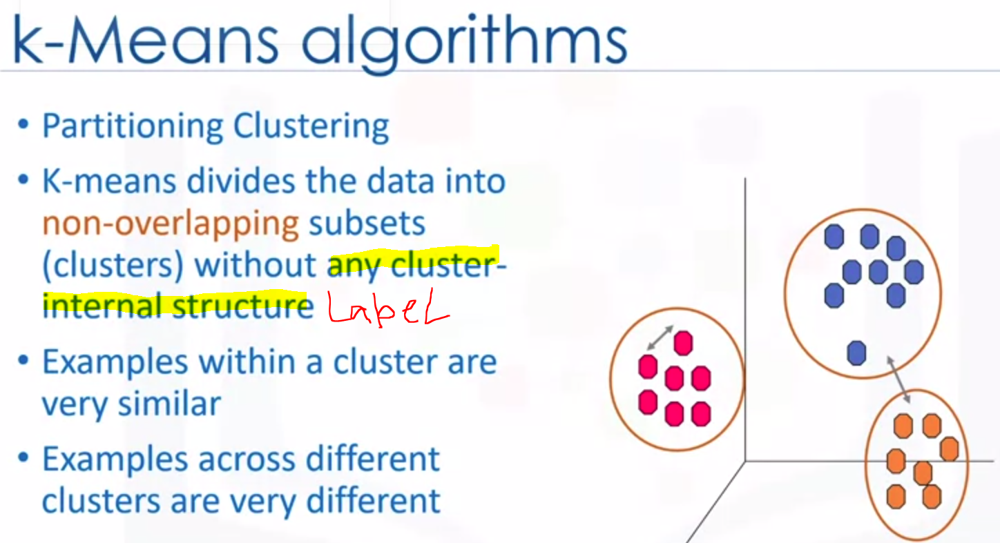 k-Means algorithms
• Partitioning Clustering
• K-means divides the data into
non-overlapping subsets
(clusters) without any cluster-
internal structure LabeL
• Examples within a cluster are
very similar
• Examples across different
clusters are very different